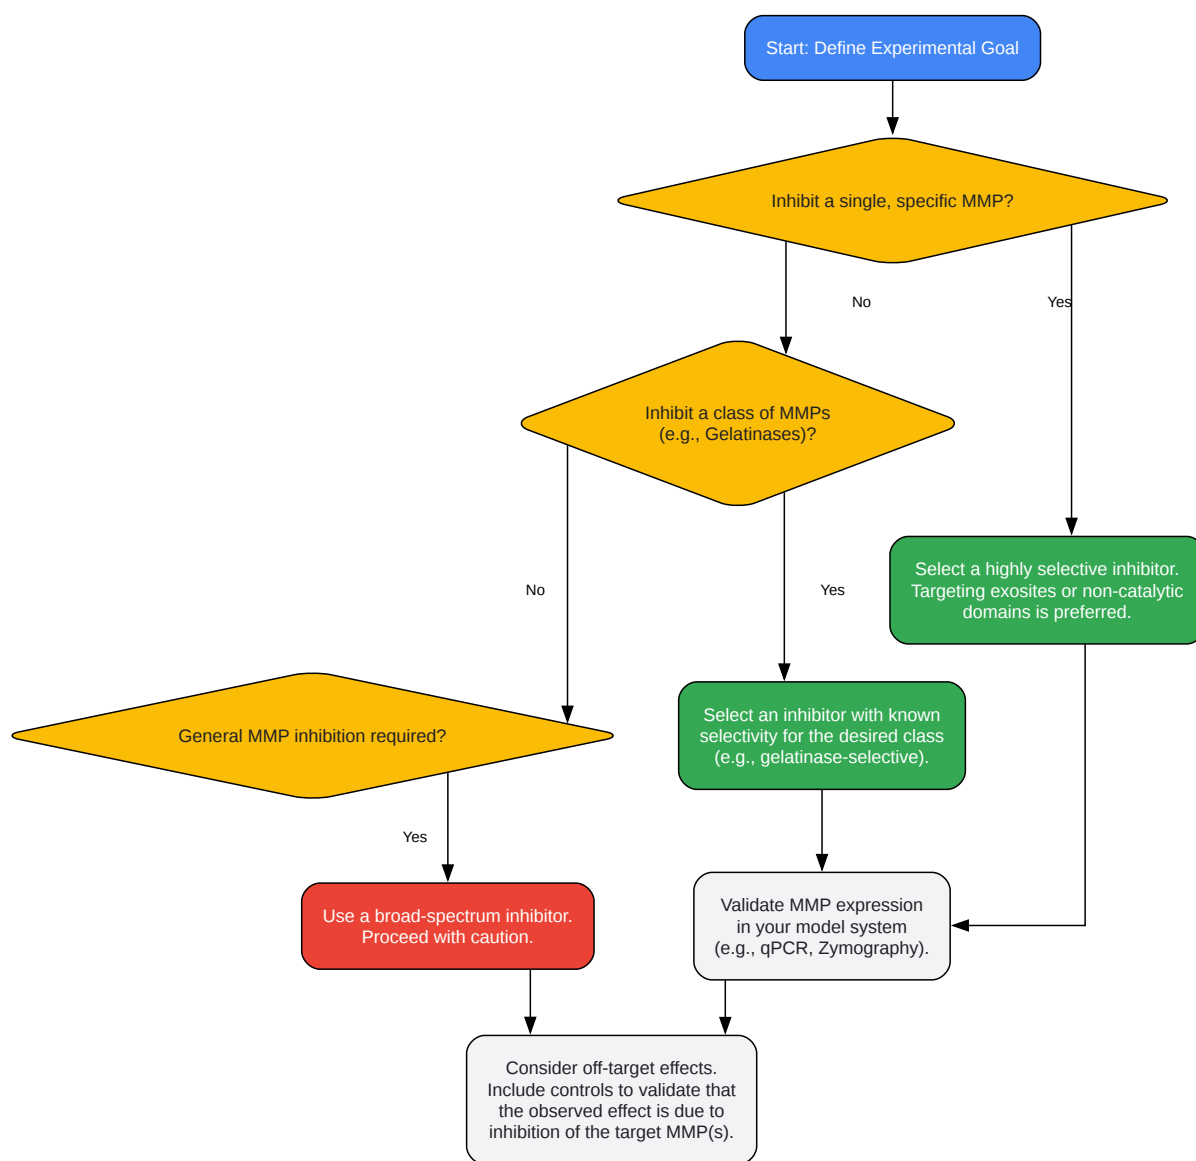 Start: Define Experimental Goal
Inhibit a single, specific MMP?
No
Yes
Inhibit a class of MMPs
(e.g., Gelatinases)?
No
Yes
Select a highly selective inhibitor.
Targeting exosites or non-catalytic
domains is preferred.
General MMP inhibition required?
Select an inhibitor with known
selectivity for the desired class
(e.g., gelatinase-selective).
Yes
Use a broad-spectrum inhibitor.
Proceed with caution.
Validate MMP expression
in your model system
(e.g., qPCR, Zymography).
Consider off-target effects.
Include controls to validate that
the observed effect is due to
inhibition of the target MMP(s).